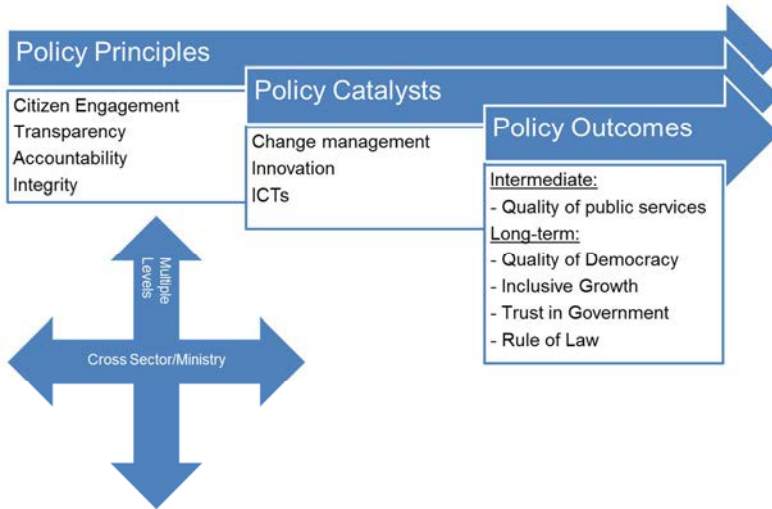 Policy Principles
Citizen Engagement
Transparency
Accountability
Integrity
Policy Catalysts
Change management
Innovation
ICTs
Policy Outcomes
Intermediate:
- Quality of public services
Long-term:
- Quality of Democracy
- Inclusive Growth
- Trust in Government
- Rule of Law
Multiple
Levels
Cross Sector/Ministry